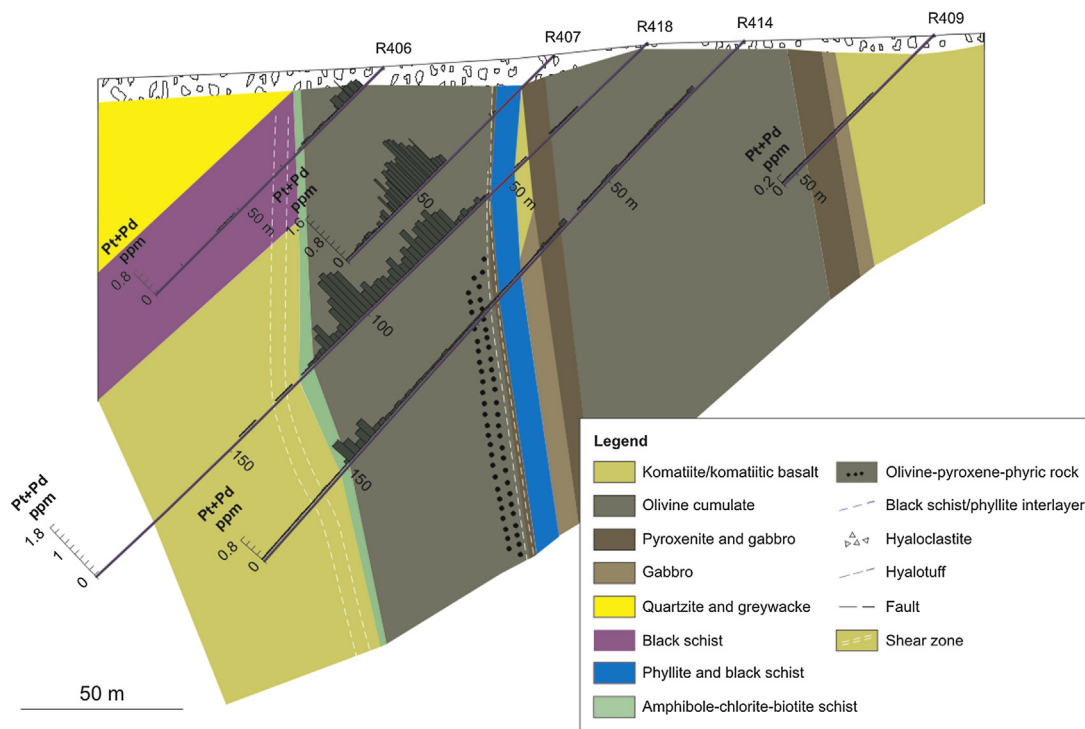 R406
R407
R418
R414
R409
Pt+Pd
ppm
0.8
0
50 m
Pt+Pd
ppm
1.6
0.8
0
50
50 m
100
150
Pt+Pd
ppm
1.8
1
0
50 m
150
Pt+Pd
ppm
0.8
0
Pt+Pd
ppm
0.2
0
50 m
50 m
Legend
Komatiite/komatiitic basalt
Olivine cumulate
Pyroxenite and gabbro
Gabbro
Quartzite and greywacke
Black schist
Phyllite and black schist
Amphibole-chlorite-biotite schist
Olivine-pyroxene-phyric rock
Black schist/phyllite interlayer
Hyaloclastite
Hyalotuff
Fault
Shear zone